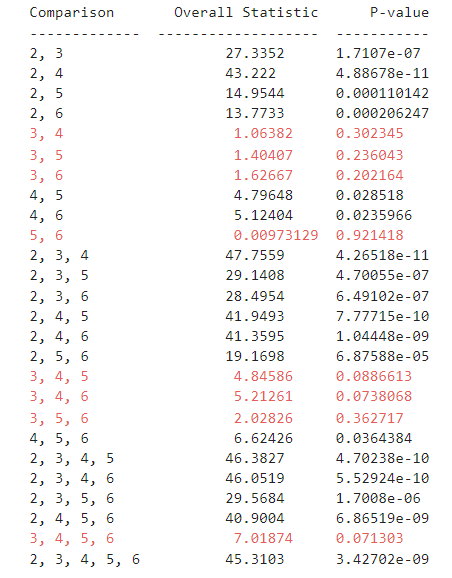 Comparison Overall Statistic P-value
------------- ------------------- -----------
2, 3 27.3352 1.7107e-07
2, 4 43.222 4.88678e-11
2, 5 14.9544 0.000110142
2, 6 13.7733 0.000206247
3, 4 1.06382 0.302345
3, 5 1.40407 0.236043
3, 6 1.62667 0.202164
4, 5 4.79648 0.028518
4, 6 5.12404 0.0235966
5, 6 0.00973129 0.921418
2, 3, 4 47.7559 4.26518e-11
2, 3, 5 29.1408 4.70055e-07
2, 3, 6 28.4954 6.49102e-07
2, 4, 5 41.9493 7.77715e-10
2, 4, 6 41.3595 1.04448e-09
2, 5, 6 19.1698 6.87588e-05
3, 4, 5 4.84586 0.0886613
3, 4, 6 5.21261 0.0738068
3, 5, 6 2.02826 0.362717
4, 5, 6 6.62426 0.0364384
2, 3, 4, 5 46.3827 4.70238e-10
2, 3, 4, 6 46.0519 5.52924e-10
2, 3, 5, 6 29.5684 1.7008e-06
2, 4, 5, 6 40.9004 6.86519e-09
3, 4, 5, 6 7.01874 0.071303
2, 3, 4, 5, 6 45.3103 3.42702e-09